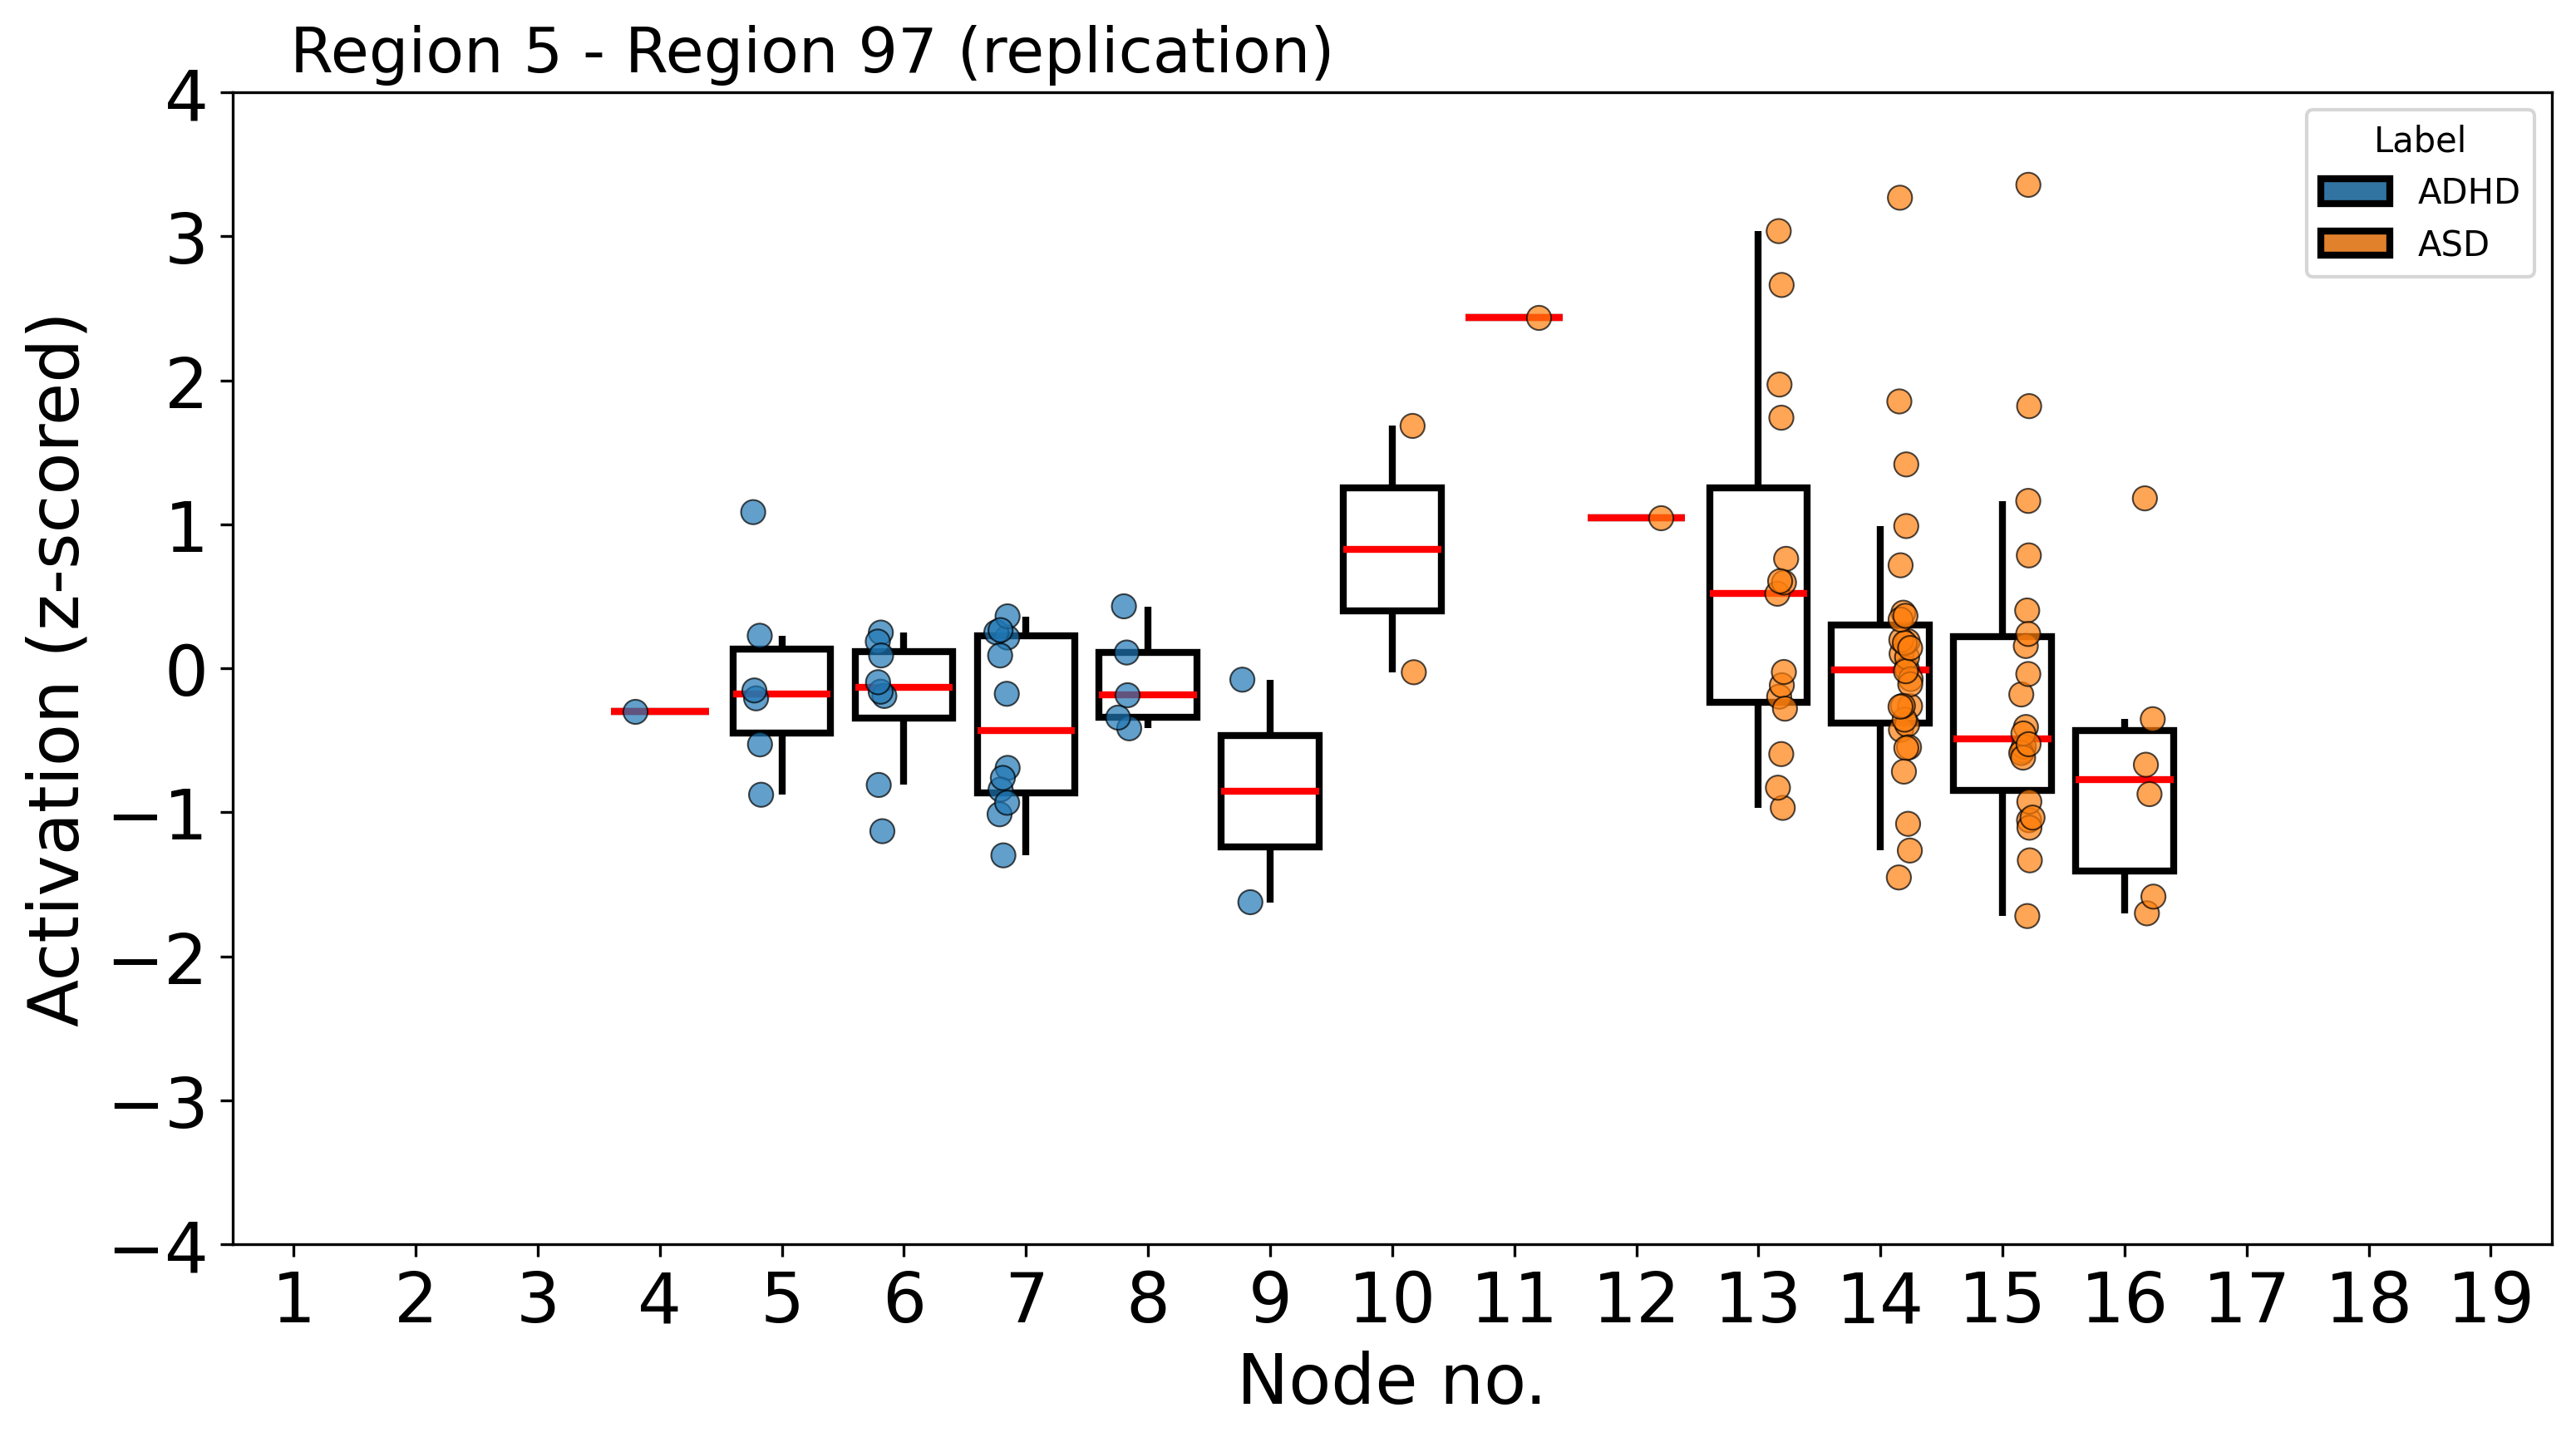 Region 5 - Region 97 (replication)
4
3
2
1
0
−1
−2
−3
−4
Activation (z-scored)
Label
ADHD
ASD
1 2 3 4 5 6 7 8 9 10 11 12 13 14 15 16 17 18 19
Node no.